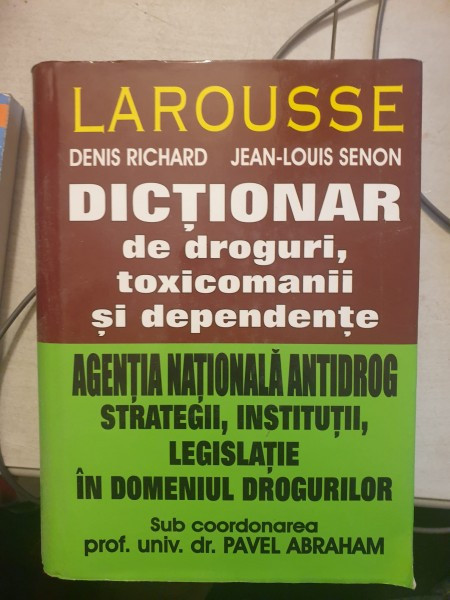 LAROUSSE
DENIS RICHARD JEAN-LOUIS SENON
DICȚIONAR
de droguri,
toxicomanii
și dependențe
AGENȚIA NAȚIONALĂ ANTIDROG
STRATEGII, INSTITUȚII,
LEGISLAȚIE
ÎN DOMENIUL DROGURILOR
Sub coordonarea
prof. univ. dr. PAVEL ABRAHAM